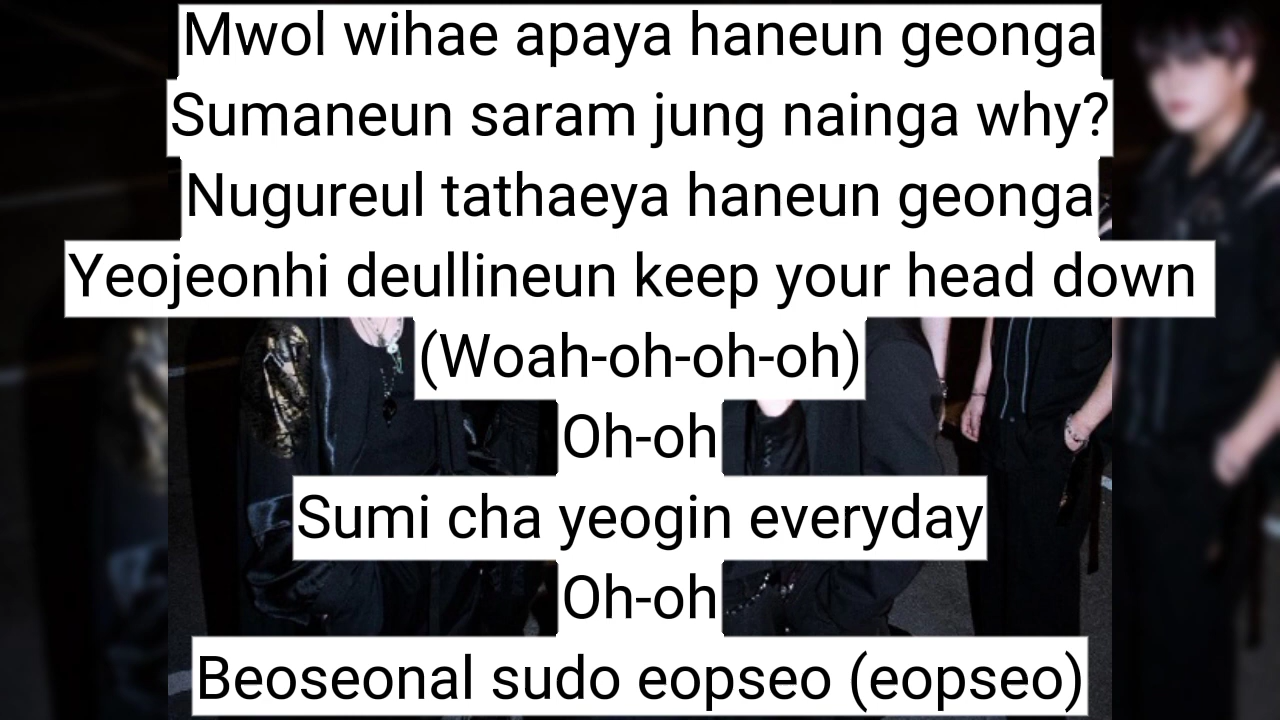 Mwol wihae apaya haneun geonga
Sumaneun saram jung nainga why?
Nugureul tathaeya haneun geonga
Yeojeonhi deullineun keep your head down
(Woah-oh-oh-oh)
Oh-oh
Sumi cha yeogin everyday
Oh-oh
Beoseonal sudo eopseo (eopseo)